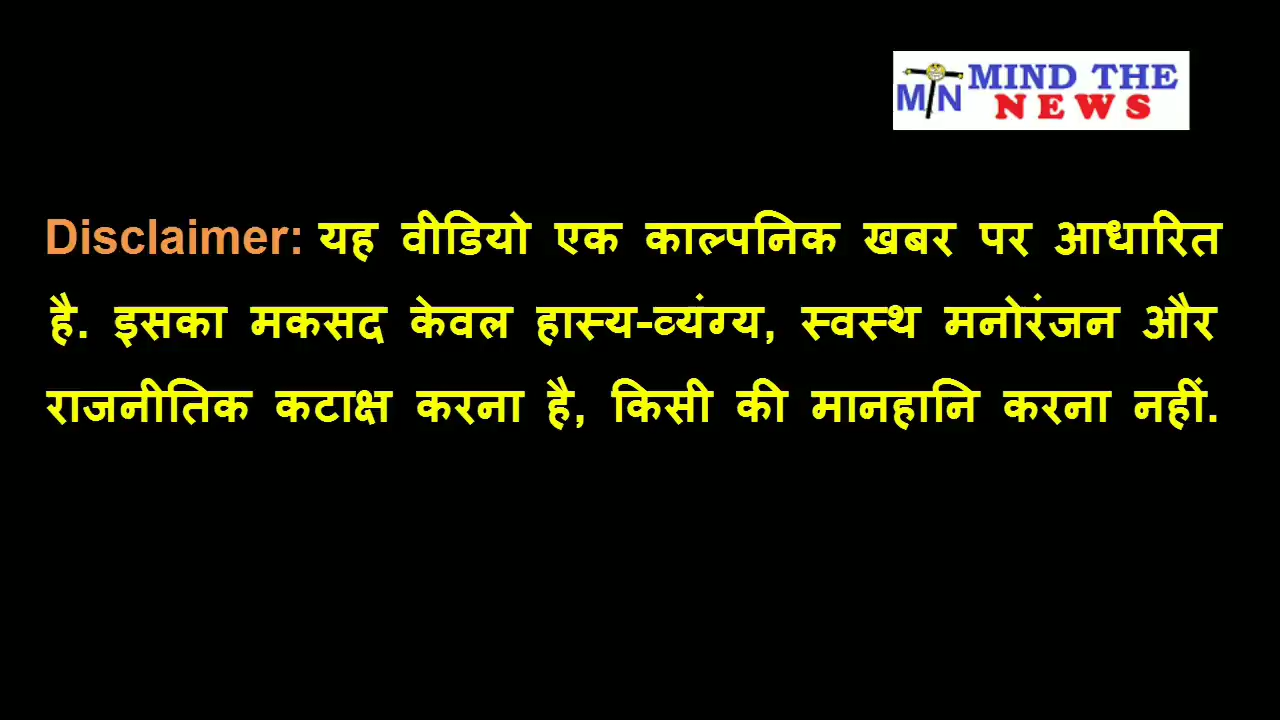 MIND THE
MTN NEWS
Disclaimer: यह वीडियो एक काल्पनिक खबर पर आधारित
है. इसका मकसद केवल हास्य-व्यंग्य, स्वस्थ मनोरंजन और
राजनीतिक कटाक्ष करना है, किसी की मानहानि करना नहीं.